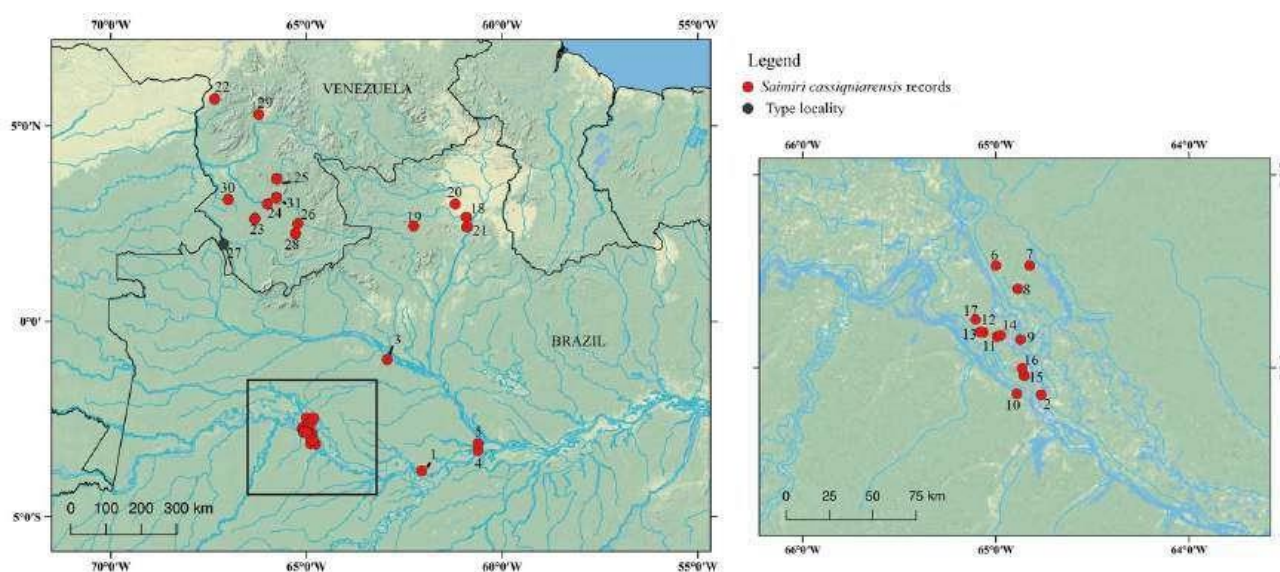 70°0'W 65°0'W 60°0'W 55°0'W
5°0'N
0°0'
5°0'S
VENEZUELA
BRAZIL
22
29
25
30
31
24
26
23
28
27
20
18
19
21
3
5
4
1
0 100 200 300 km
70°0'W 65°0'W 60°0'W 55°0'W
Legend
Saimiri cassiquiarensis records
Type locality
66°0'W 65°0'W 64°0'W
6 7
8
17
12
13
14
11
9
16
15
10
2
0 25 50 75 km
66°0'W 65°0'W 64°0'W